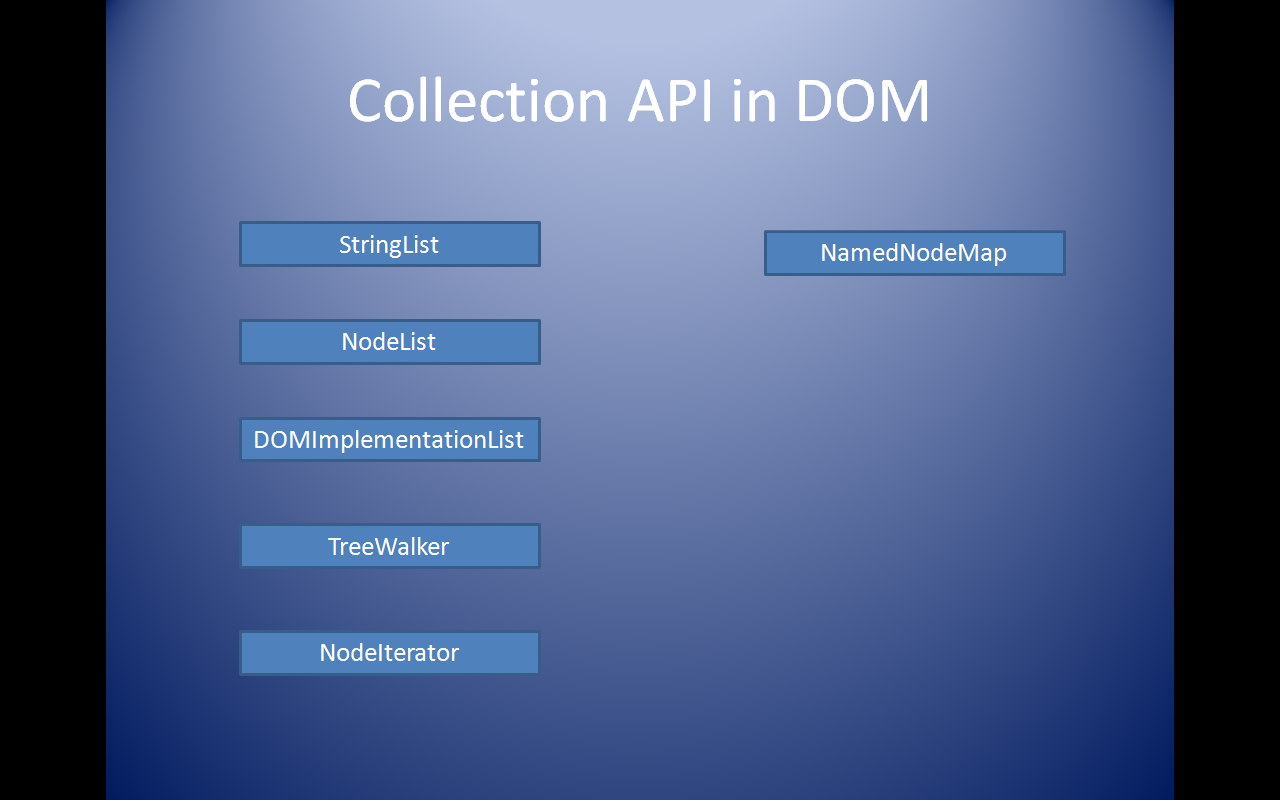 Collection API in DOM
StringList
NamedNodeMap
NodeList
DOMImplementationList
TreeWalker
NodeIterator